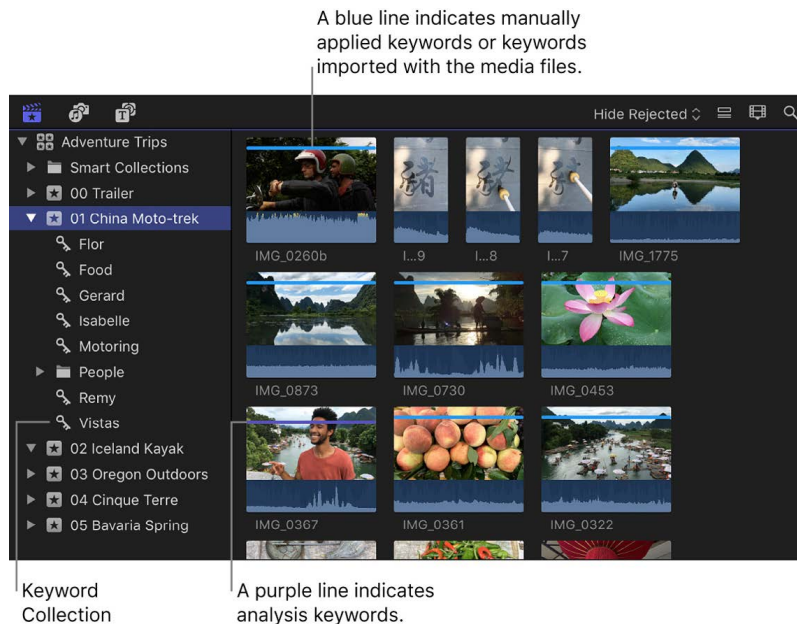 A blue line indicates manually
applied keywords or keywords
imported with the media files.
Hide Rejected
Adventure Trips
Smart Collections
00 Trailer
01 China Moto-trek
Flor
Food
Gerard
Isabelle
Motoring
People
Remy
Vistas
02 Iceland Kayak
03 Oregon Outdoors
04 Cinque Terre
05 Bavaria Spring
猪 猪
IMG_0260b I...9 I...8 I...7 IMG_1775
IMG_0873 IMG_0730 IMG_0453
IMG_0367 IMG_0361 IMG_0322
Keyword
Collection
A purple line indicates
analysis keywords.